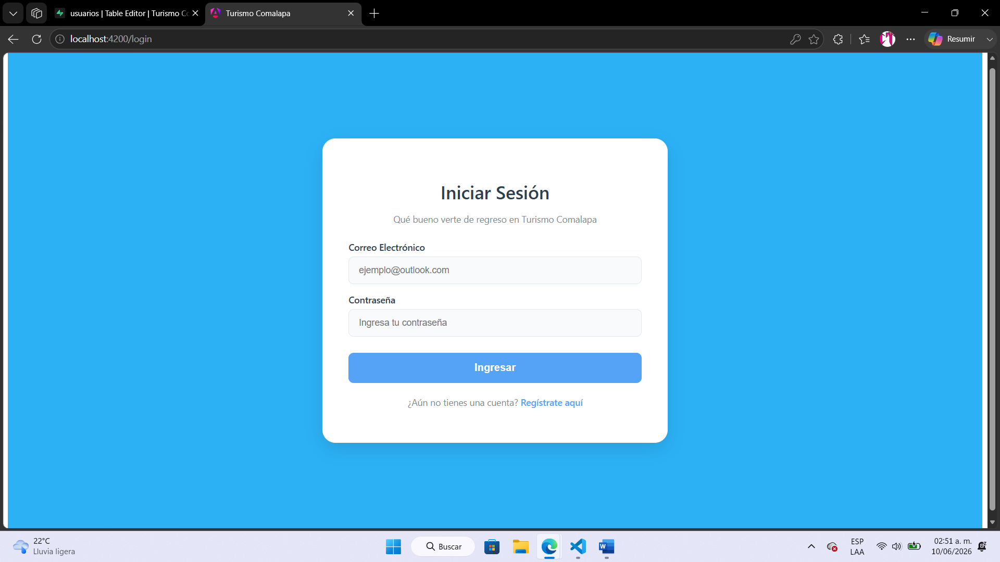 usuarios | Table Editor | Turismo Co
Turismo Comalapa
localhost:4200/login
Resumir
Iniciar Sesión
Qué bueno verte de regreso en Turismo Comalapa
Correo Electrónico
ejemplo@outlook.com
Contraseña
Ingresa tu contraseña
Ingresar
¿Aún no tienes una cuenta? Regístrate aquí
22°C
Lluvia ligera
Buscar
ESP
LAA
02:51 a. m.
10/06/2026